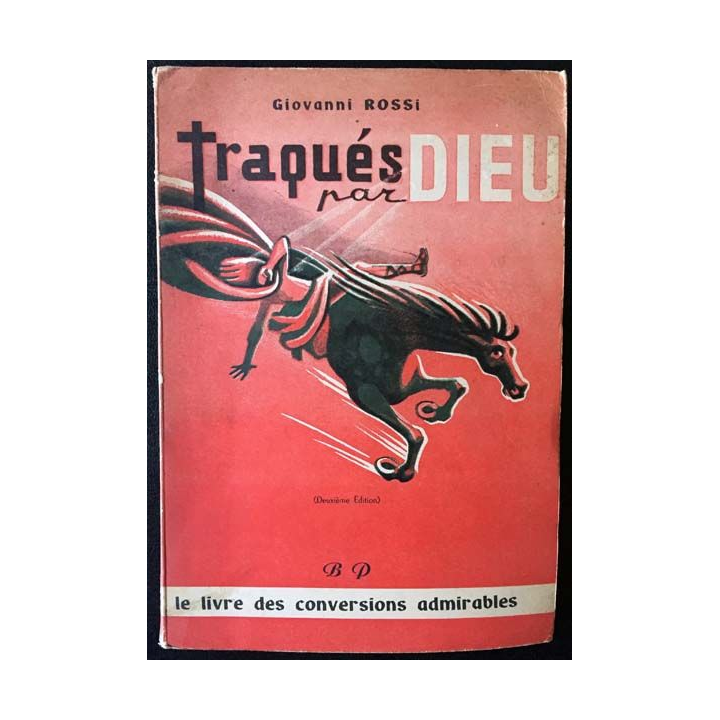 Giovanni ROSSi
traqués
par DIEU
(Deuxième Édition)
B P
le livre des conversions admirables